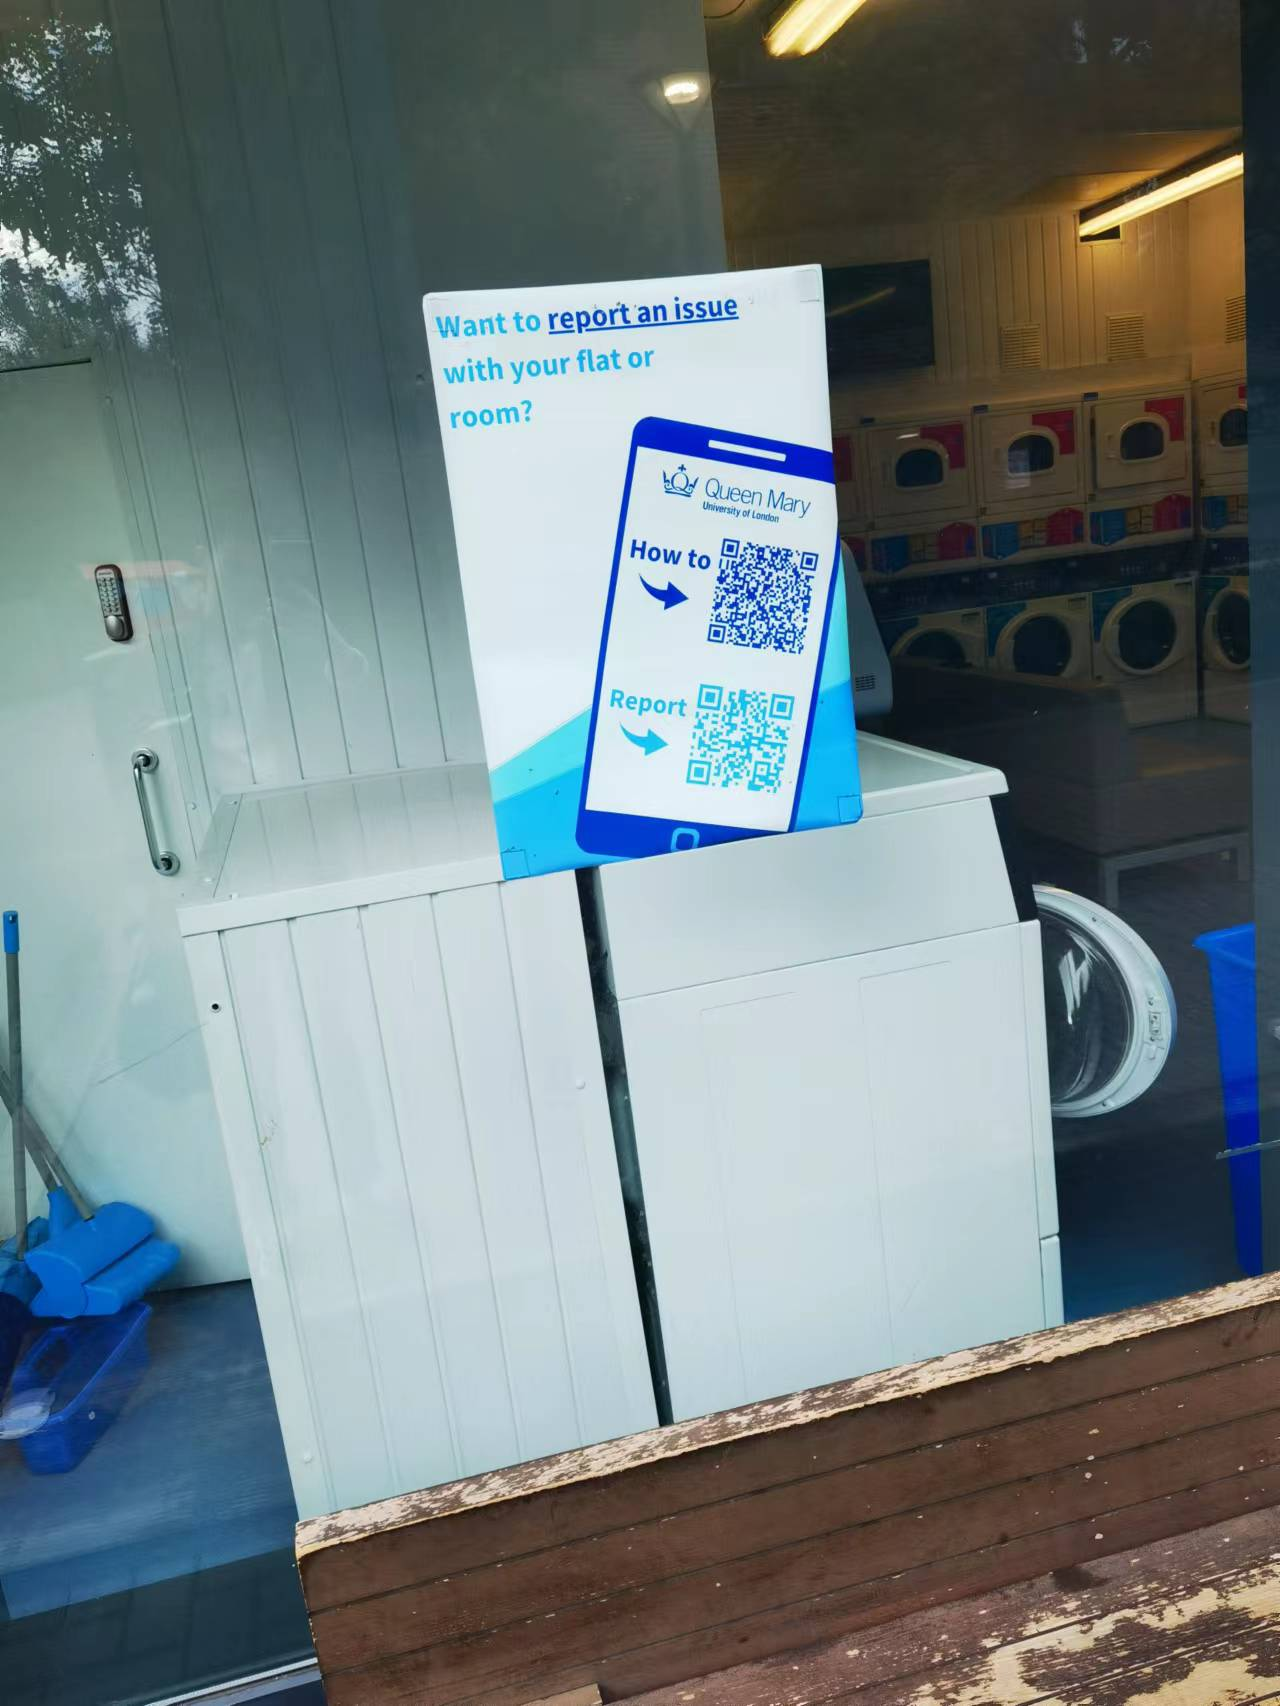 Want to report an issue
with your flat or
room?
Queen Mary
University of London
How to
Report